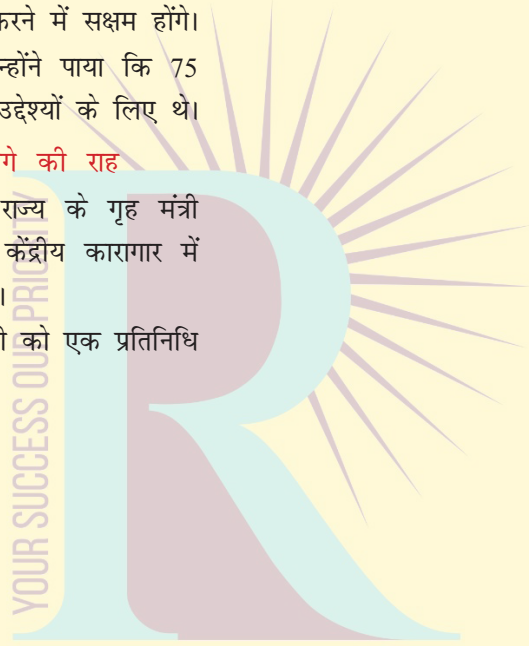 करने में सक्षम होंगे।
न्होंने पाया कि 75
उद्देश्यों के लिए थे।
गे की राह
राज्य के गृह मंत्री
केंद्रीय कारागार में
।
ी को एक प्रतिनिधि
YOUR SUCCESS OUR PRIORITY
R